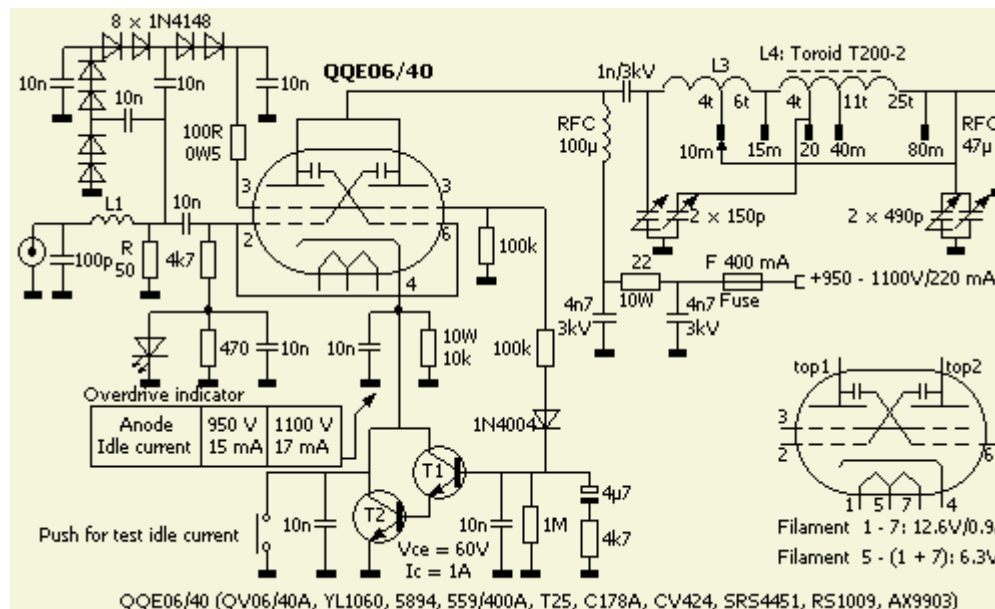 8 × 1N4148
10n
10n
10n
10n
QQE06/40
1n/3kV
L3
L4: Toroid T200-2
4t
6t
4t
11t
25t
RFC
100µ
10m
15m
20
40m
80m
RFC
47µ
100R
0W5
3
3
2
6
4
2 × 150p
2 × 490p
L1
10n
100p
R
50
4k7
100k
22
10W
F 400 mA
Fuse
+950 - 1100V/220 mA
4n7
3kV
4n7
3kV
470
10n
10n
10W
10k
100k
Overdrive indicator
Anode 950 V 1100 V
Idle current 15 mA 17 mA
1N4004
top1
top2
3
2
6
1
5
7
4
T1
T2
Push for test idle current
10n
Vce = 60V
Ic = 1A
10n
1M
4µ7
4k7
Filament 1 - 7: 12.6V/0.9
Filament 5 - (1 + 7): 6.3V
QQE06/40 (QV06/40A, YL1060, 5894, 559/400A, T25, C178A, CV424, SRS4451, RS1009, AX9903)